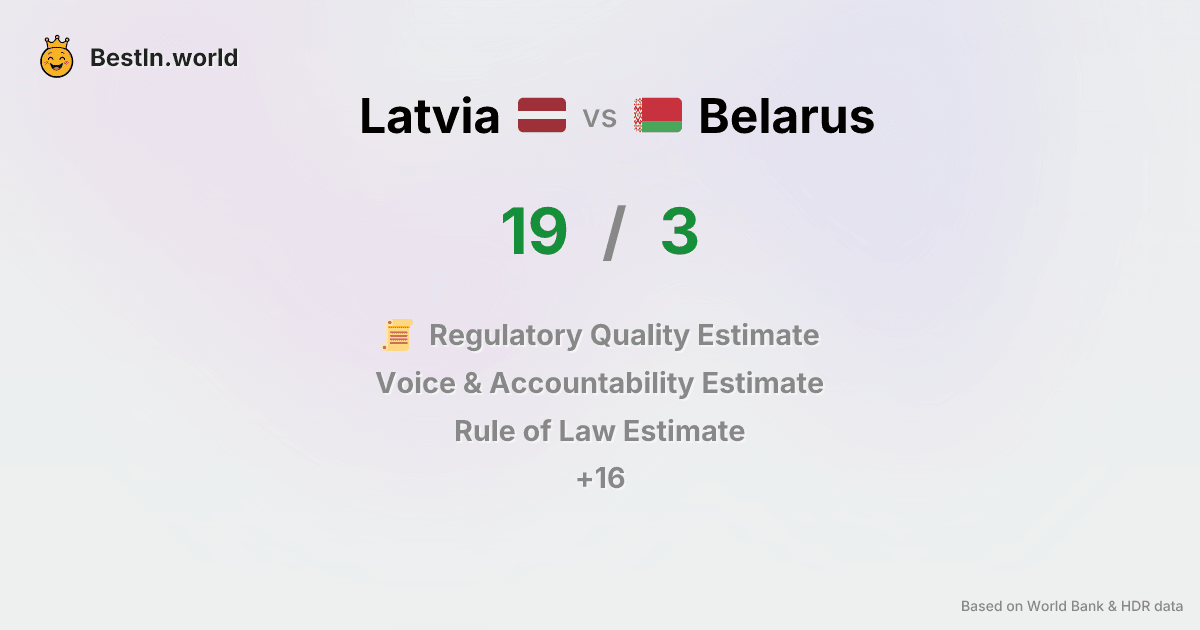 BestIn.world
Latvia vs Belarus
19 / 3
Regulatory Quality Estimate
Voice & Accountability Estimate
Rule of Law Estimate
+16
Based on World Bank & HDR data